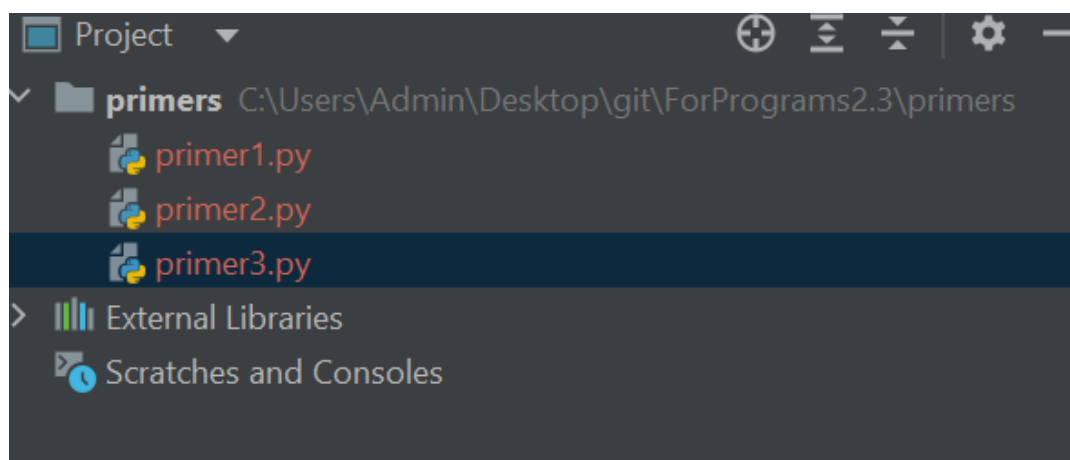 Project
primers C:\Users\Admin\Desktop\git\ForPrograms2.3\primers
primer1.py
primer2.py
primer3.py
External Libraries
Scratches and Consoles